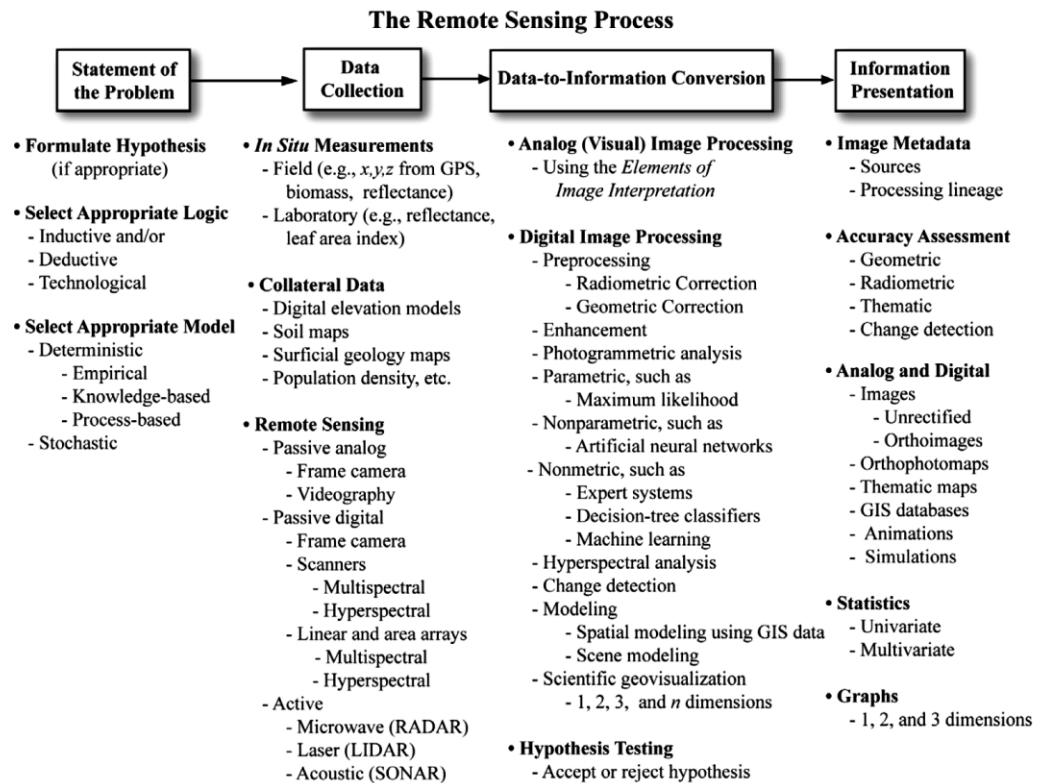 The Remote Sensing Process
Statement of
the Problem
Data
Collection
Data-to-Information Conversion
Information
Presentation
• Formulate Hypothesis
(if appropriate)
• Select Appropriate Logic
- Inductive and/or
- Deductive
- Technological
• Select Appropriate Model
- Deterministic
- Empirical
- Knowledge-based
- Process-based
- Stochastic
• In Situ Measurements
- Field (e.g., x,y,z from GPS,
biomass, reflectance)
- Laboratory (e.g., reflectance,
leaf area index)
• Collateral Data
- Digital elevation models
- Soil maps
- Surficial geology maps
- Population density, etc.
• Remote Sensing
- Passive analog
- Frame camera
- Videography
- Passive digital
- Frame camera
- Scanners
- Multispectral
- Hyperspectral
- Linear and area arrays
- Multispectral
- Hyperspectral
- Active
- Microwave (RADAR)
- Laser (LIDAR)
- Acoustic (SONAR)
• Analog (Visual) Image Processing
- Using the Elements of
Image Interpretation
• Digital Image Processing
- Preprocessing
- Radiometric Correction
- Geometric Correction
- Enhancement
- Photogrammetric analysis
- Parametric, such as
- Maximum likelihood
- Nonparametric, such as
- Artificial neural networks
- Nonmetric, such as
- Expert systems
- Decision-tree classifiers
- Machine learning
- Hyperspectral analysis
- Change detection
- Modeling
- Spatial modeling using GIS data
- Scene modeling
- Scientific geovisualization
- 1, 2, 3, and n dimensions
• Hypothesis Testing
- Accept or reject hypothesis
• Image Metadata
- Sources
- Processing lineage
• Accuracy Assessment
- Geometric
- Radiometric
- Thematic
- Change detection
• Analog and Digital
- Images
- Unrectified
- Orthoimages
- Orthophotomaps
- Thematic maps
- GIS databases
- Animations
- Simulations
• Statistics
- Univariate
- Multivariate
• Graphs
- 1, 2, and 3 dimensions